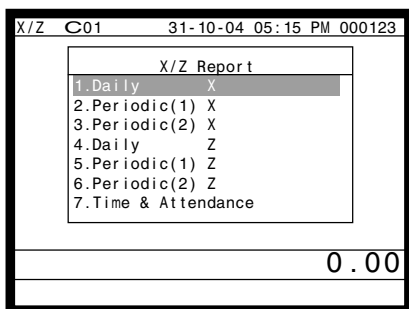 X/Z C01 31-10-04 05:15 PM 000123
X/Z Report
1.Daily X
2.Periodic(1) X
3.Periodic(2) X
4.Daily Z
5.Periodic(1) Z
6.Periodic(2) Z
7.Time & Attendance
0.00